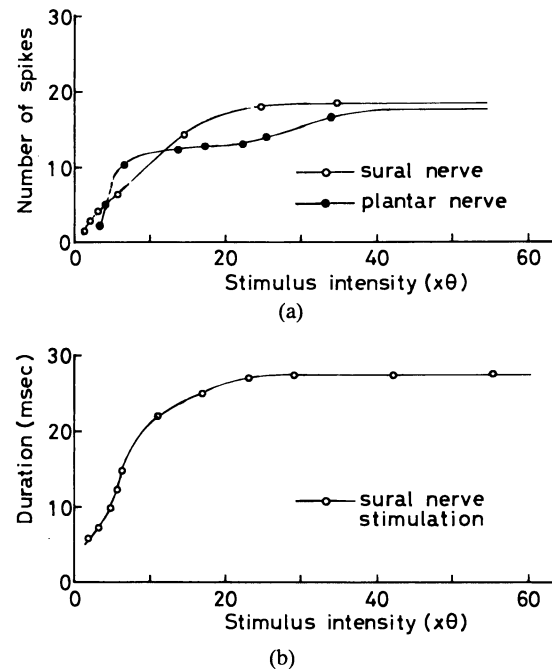 30
20
10
0
Number of spikes
sural nerve
plantar nerve
0 20 40 60
Stimulus intensity (xθ)
(a)
30
20
10
0
Duration (msec)
sural nerve
stimulation
0 20 40 60
Stimulus intensity (xθ)
(b)